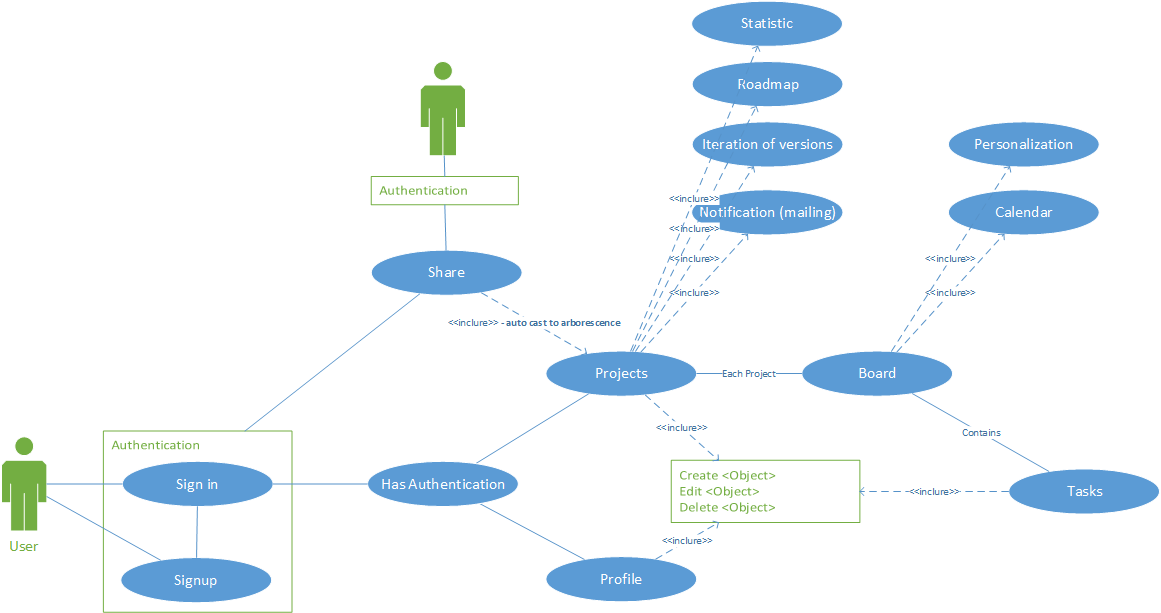 Statistic
Roadmap
Iteration of versions
Personalization
Authentication
<<inclure>>
Notification (mailing)
Calendar
<<inclure>>
<<inclure>>
<<inclure>>
Share
<<inclure>>
<<inclure>>
<<inclure>> - auto cast to arborescence
Projects
Each Project
Board
<<inclure>>
Contains
Authentication
Create <Object>
Edit <Object>
Delete <Object>
Sign in
Has Authentication
<<inclure>>
Tasks
User
<<inclure>>
Signup
Profile